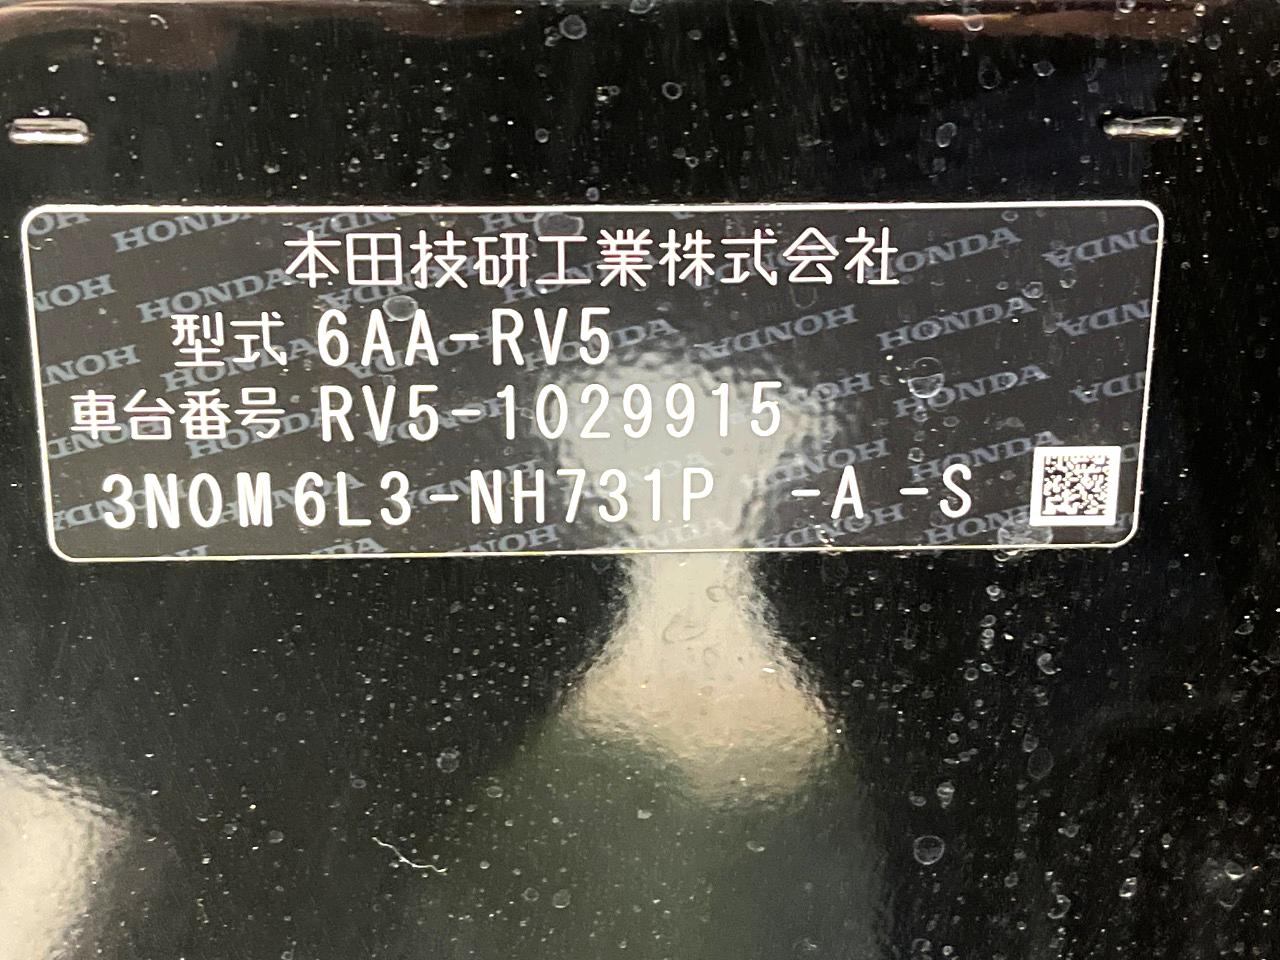 本田技研工業株式会社
型式 6AA-RV5
車台番号 RV5-1029915
3N0M6L3-NH731P -A -S